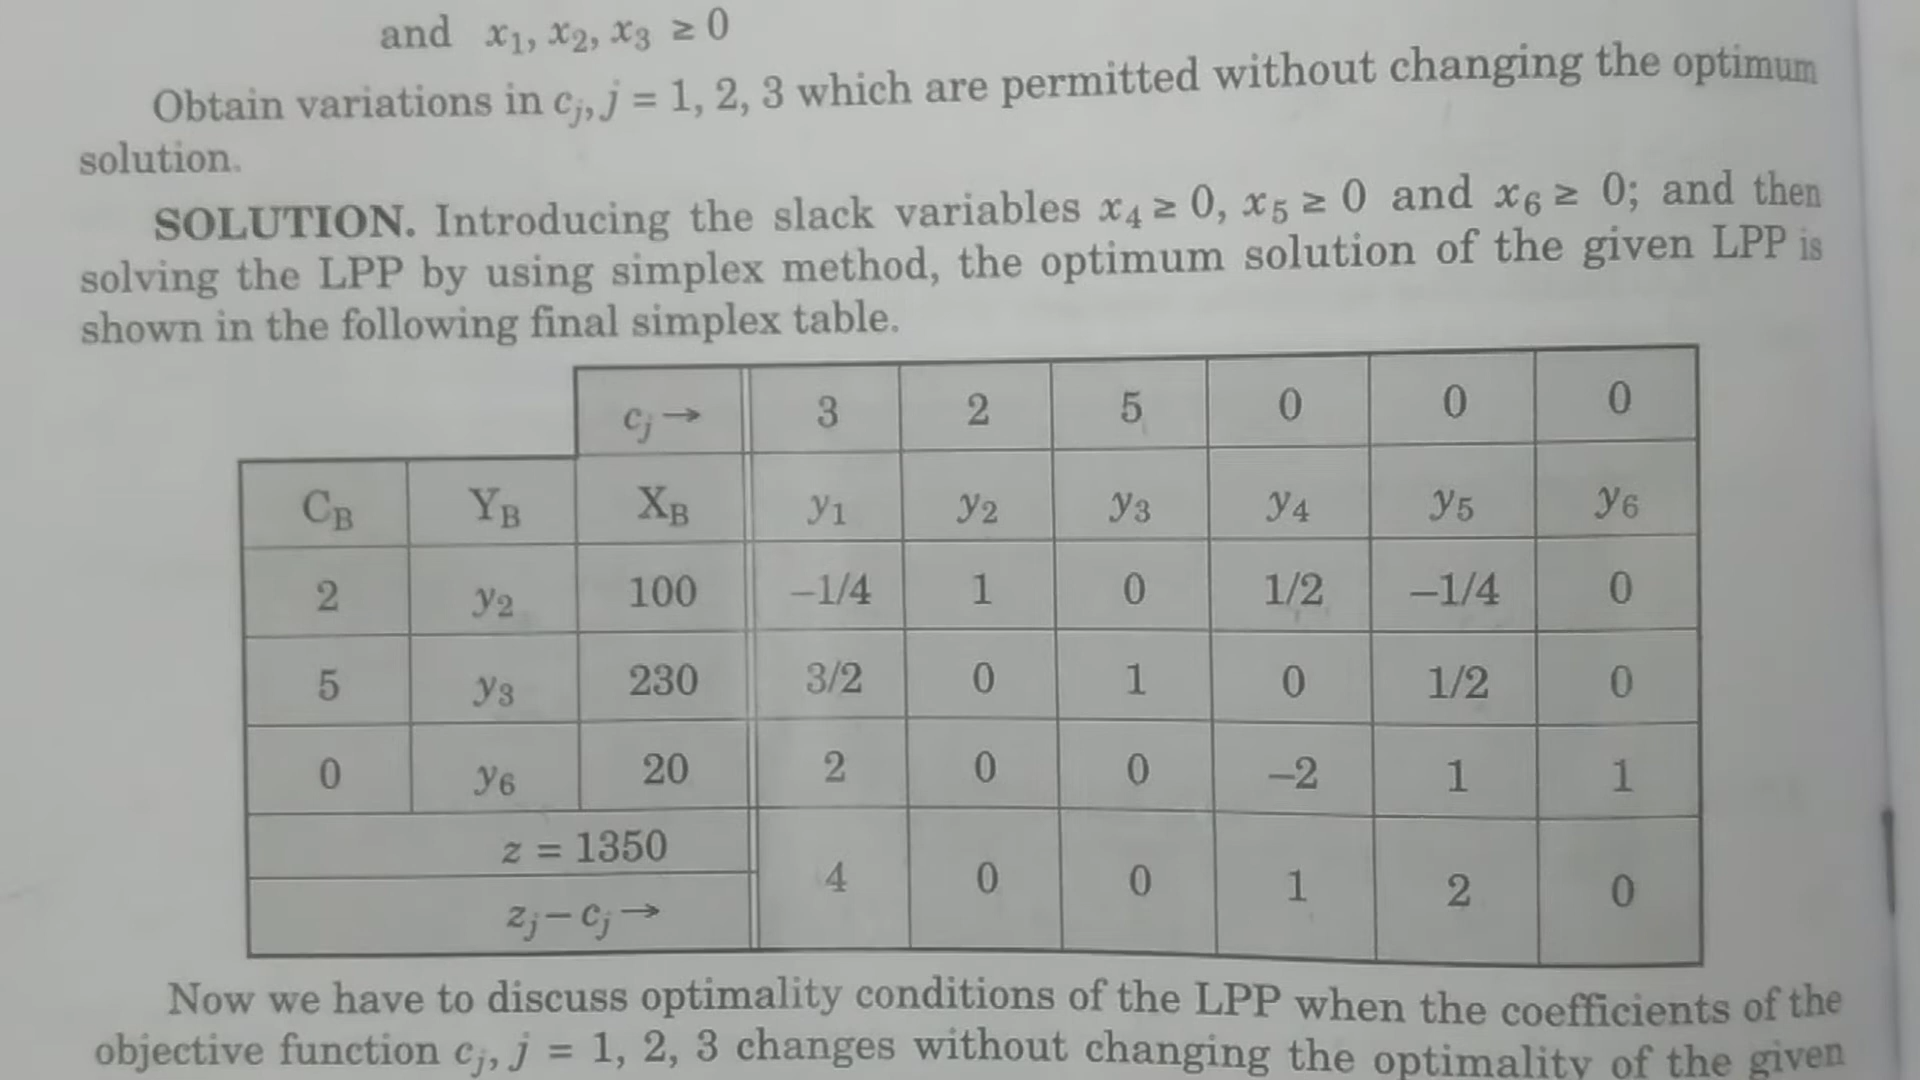 and x₁, x₂, x₃ ≥ 0
Obtain variations in cⱼ, j = 1, 2, 3 which are permitted without changing the optimum
solution.
SOLUTION. Introducing the slack variables x₄ ≥ 0, x₅ ≥ 0 and x₆ ≥ 0; and then
solving the LPP by using simplex method, the optimum solution of the given LPP is
shown in the following final simplex table.
cⱼ → 3 2 5 0 0 0
C_B Y_B X_B y₁ y₂ y₃ y₄ y₅ y₆
2 y₂ 100 –1/4 1 0 1/2 –1/4 0
5 y₃ 230 3/2 0 1 0 1/2 0
0 y₆ 20 2 0 0 –2 1 1
z = 1350
zⱼ – cⱼ → 4 0 0 1 2 0
Now we have to discuss optimality conditions of the LPP when the coefficients of the
objective function cⱼ, j = 1, 2, 3 changes without changing the optimality of the given